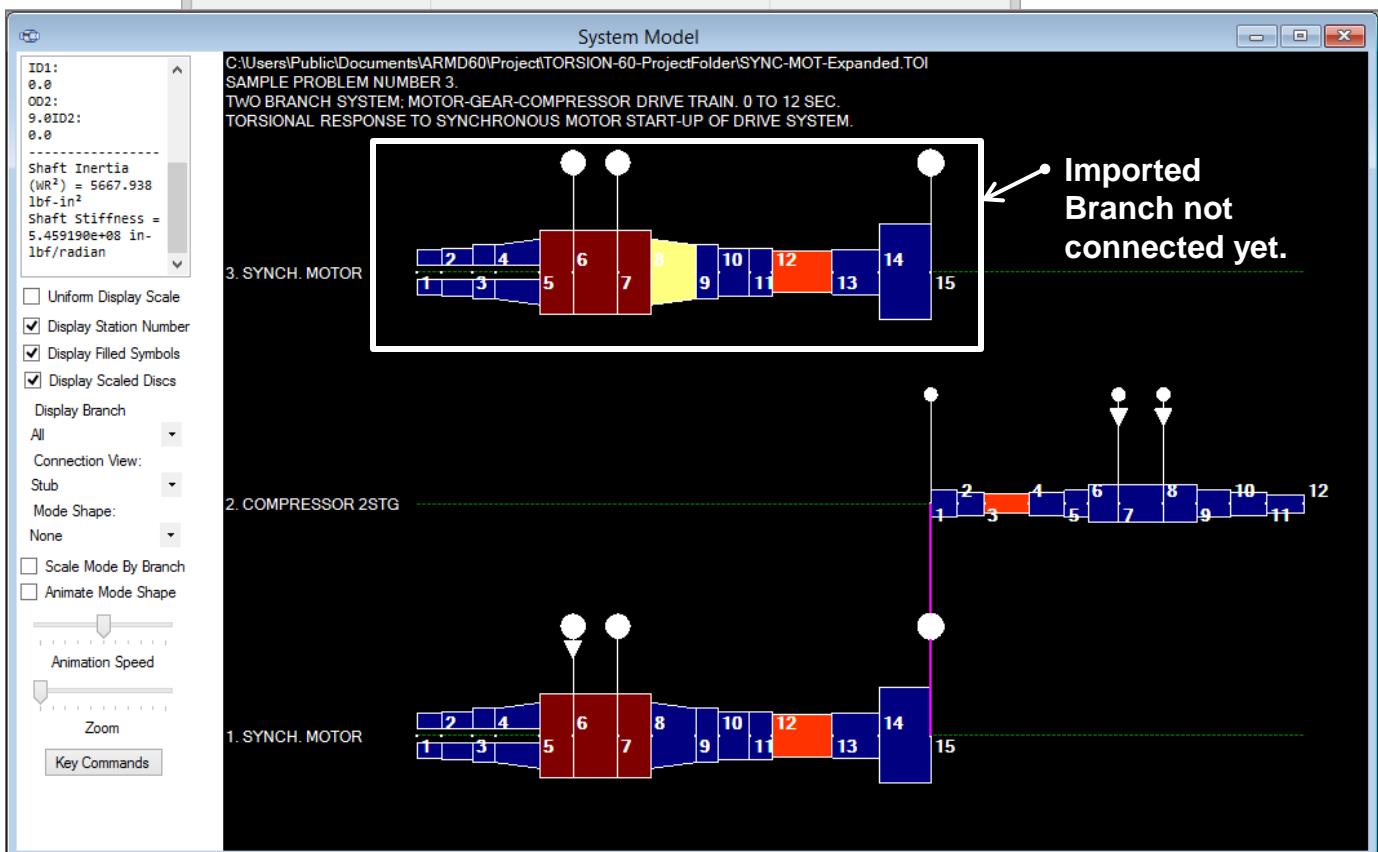 System Model
ID1:
0.0
OD2:
9.0ID2:
0.0
-----------------
Shaft Inertia
(WR²) = 5667.938
lbf-in²
Shaft Stiffness =
5.459190e+08 in-
lbf/radian
Uniform Display Scale
Display Station Number
Display Filled Symbols
Display Scaled Discs
Display Branch
All
Connection View:
Stub
Mode Shape:
None
Scale Mode By Branch
Animate Mode Shape
Animation Speed
Zoom
Key Commands
C:\Users\Public\Documents\ARMD60\Project\TORSION-60-ProjectFolder\SYNC-MOT-Expanded.TOI
SAMPLE PROBLEM NUMBER 3.
TWO BRANCH SYSTEM; MOTOR-GEAR-COMPRESSOR DRIVE TRAIN. 0 TO 12 SEC.
TORSIONAL RESPONSE TO SYNCHRONOUS MOTOR START-UP OF DRIVE SYSTEM.
Imported
Branch not
connected yet.
3. SYNCH. MOTOR
2 4 6 8 10 12 14
1 3 5 7 9 11 13 15
2. COMPRESSOR 2STG
2 4 6 8 10 12
1 3 5 7 9 11
1. SYNCH. MOTOR
2 4 6 8 10 12 14
1 3 5 7 9 11 13 15